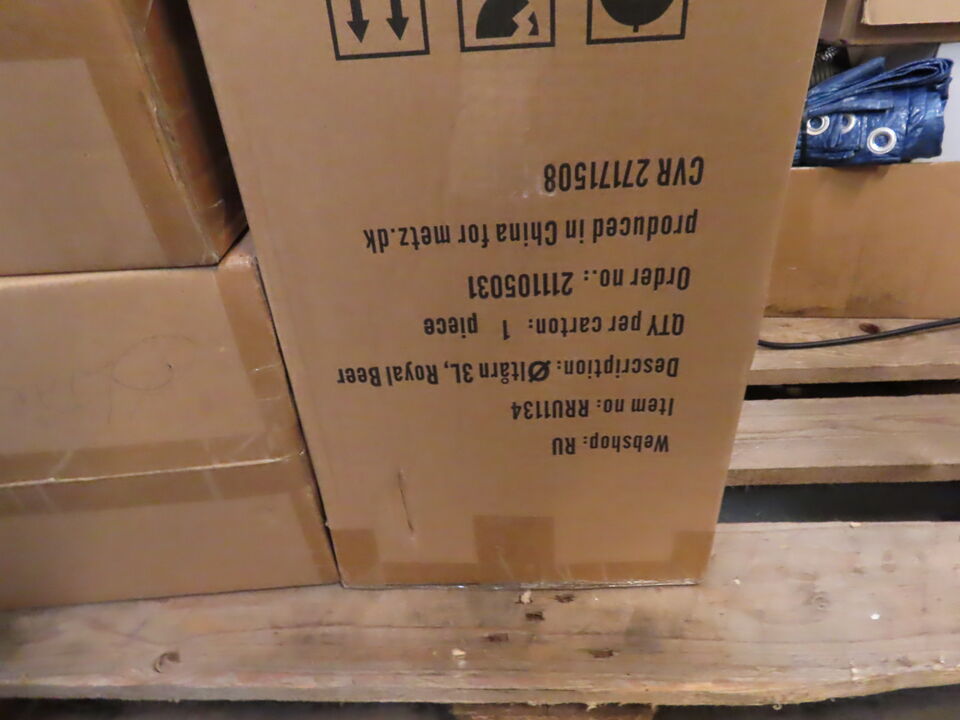 Webshop: RU
Item no: RRU1134
Description: Øltårn 3L, Royal Beer
QTY per carton: 1 piece
Order no.: 211105031
produced in China for metz.dk
CVR 27171508